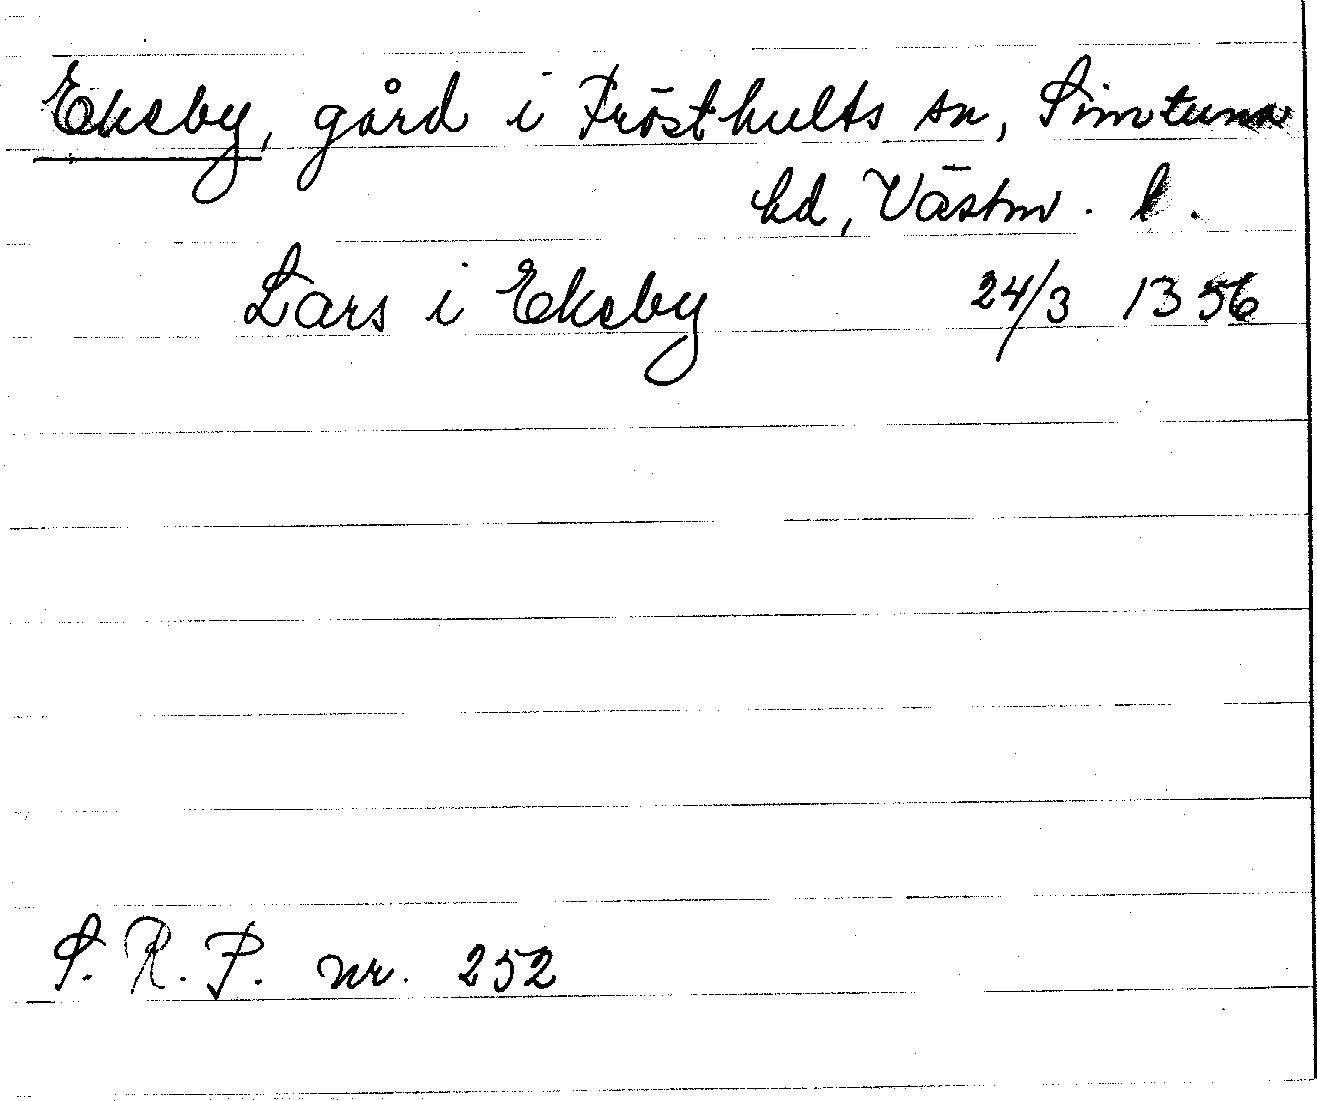 Ekeby, gård i Frösthults sn, Simtuna
hd, Västm. l.
Lars i Ekeby 24/3 1356
S. R. P. nr. 252